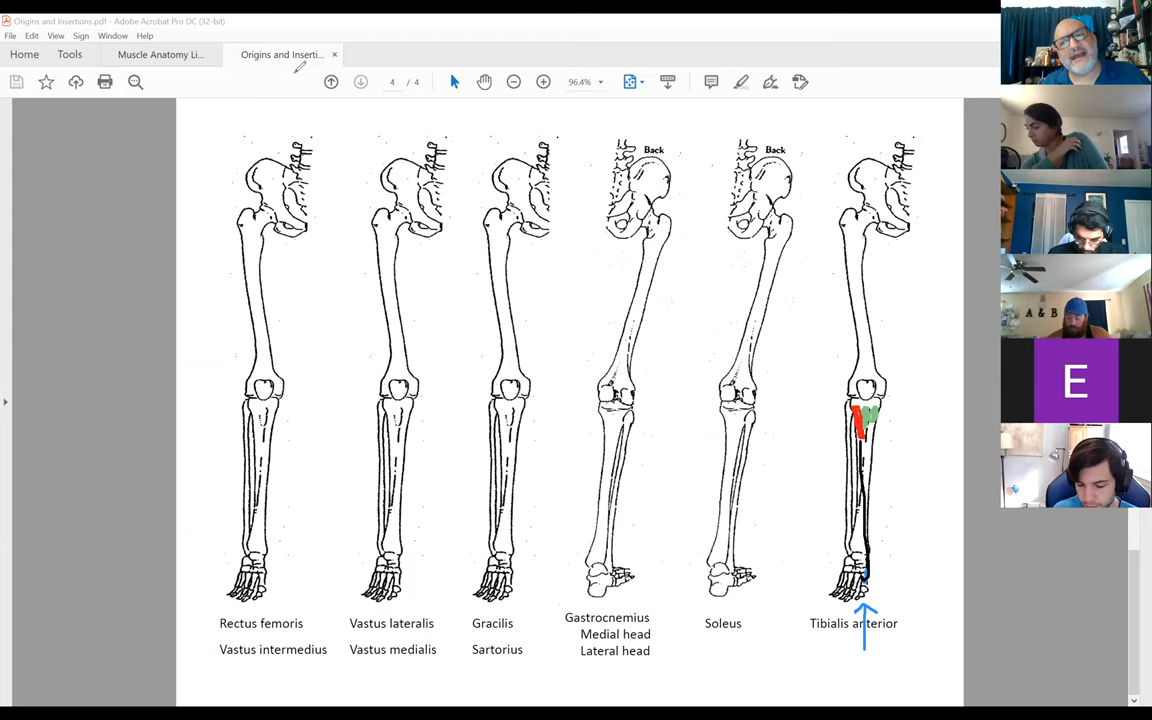 Origins and Insertions.pdf - Adobe Acrobat Pro DC (32-bit)
File Edit View Sign Window Help
Home Tools Muscle Anatomy Li... Origins and Inserti... ×
4 / 4 96.4%
Back Back
Rectus femoris Vastus lateralis Gracilis Gastrocnemius Soleus Tibialis anterior
Medial head
Vastus intermedius Vastus medialis Sartorius Lateral head
A & B
E